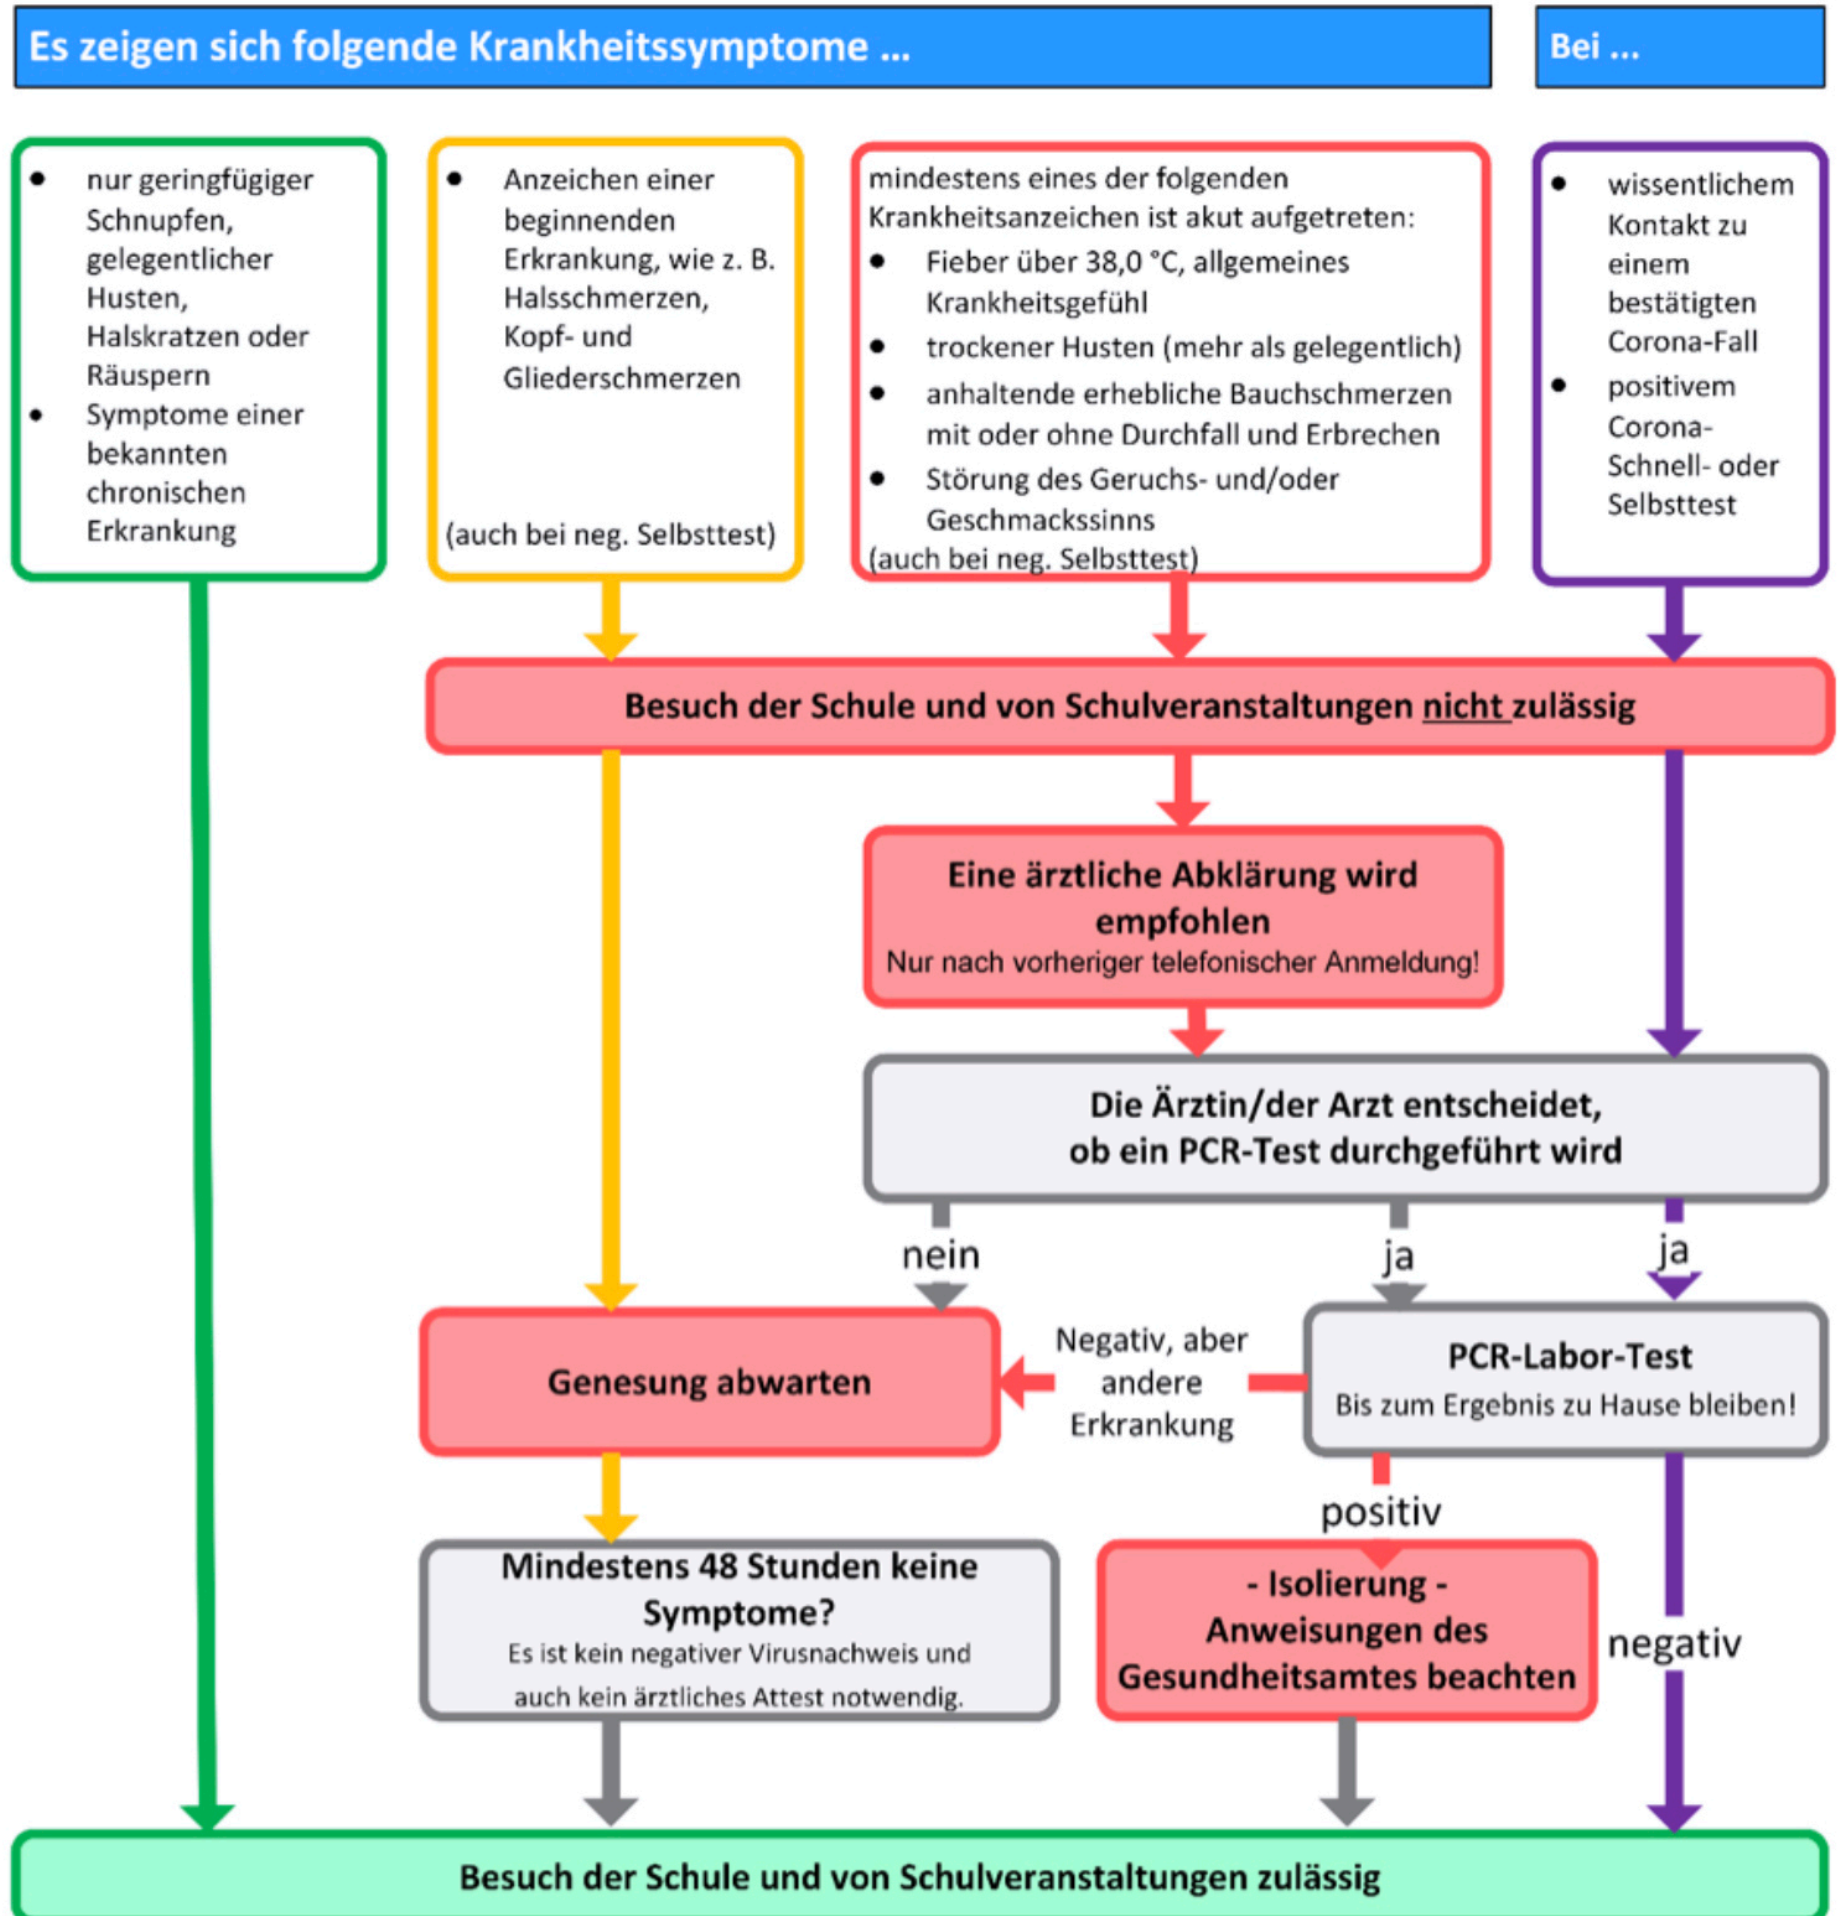 Es zeigen sich folgende Krankheitssymptome ...
Bei ...
• nur geringfügiger
Schnupfen,
gelegentlicher
Husten,
Halskratzen oder
Räuspern
• Symptome einer
bekannten
chronischen
Erkrankung
• Anzeichen einer
beginnenden
Erkrankung, wie z. B.
Halsschmerzen,
Kopf- und
Gliederschmerzen
(auch bei neg. Selbsttest)
mindestens eines der folgenden
Krankheitsanzeichen ist akut aufgetreten:
• Fieber über 38,0 °C, allgemeines
Krankheitsgefühl
• trockener Husten (mehr als gelegentlich)
• anhaltende erhebliche Bauchschmerzen
mit oder ohne Durchfall und Erbrechen
• Störung des Geruchs- und/oder
Geschmackssinns
(auch bei neg. Selbsttest)
• wissentlichem
Kontakt zu
einem
bestätigten
Corona-Fall
• positivem
Corona-
Schnell- oder
Selbsttest
Besuch der Schule und von Schulveranstaltungen nicht zulässig
Eine ärztliche Abklärung wird
empfohlen
Nur nach vorheriger telefonischer Anmeldung!
Die Ärztin/der Arzt entscheidet,
ob ein PCR-Test durchgeführt wird
nein
ja
ja
Genesung abwarten
Negativ, aber
andere
Erkrankung
PCR-Labor-Test
Bis zum Ergebnis zu Hause bleiben!
positiv
Mindestens 48 Stunden keine
Symptome?
Es ist kein negativer Virusnachweis und
auch kein ärztliches Attest notwendig.
- Isolierung -
Anweisungen des
Gesundheitsamtes beachten
negativ
Besuch der Schule und von Schulveranstaltungen zulässig